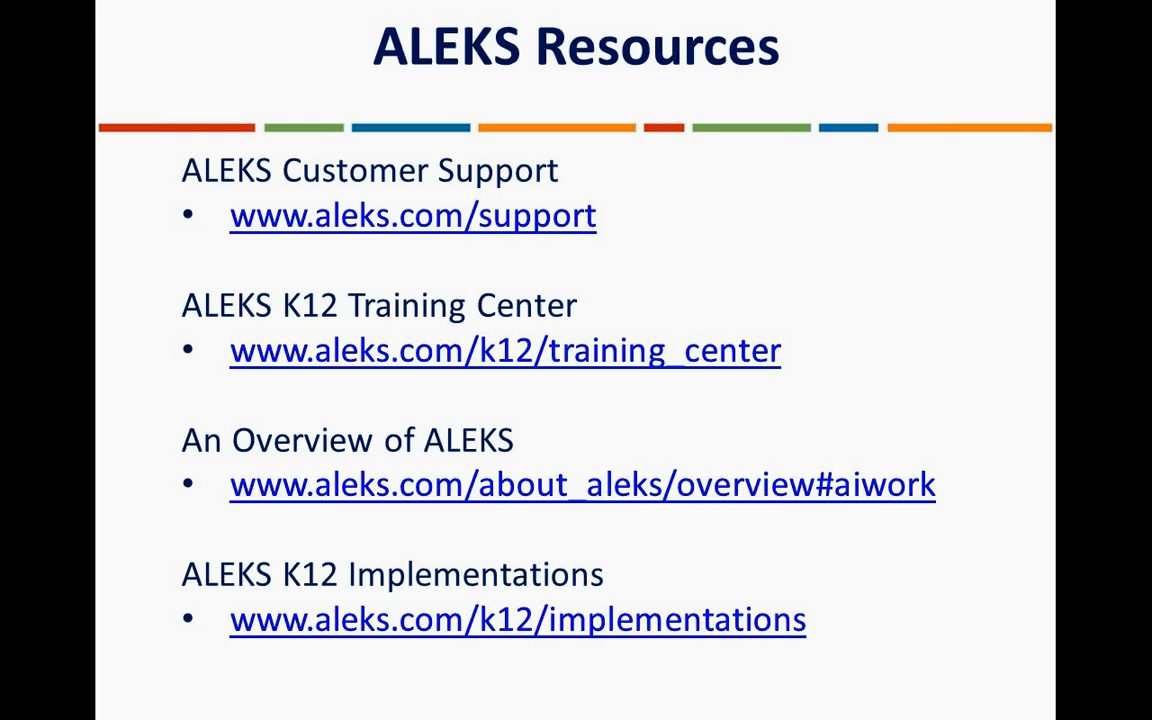 ALEKS Resources
ALEKS Customer Support
• www.aleks.com/support
ALEKS K12 Training Center
• www.aleks.com/k12/training_center
An Overview of ALEKS
• www.aleks.com/about_aleks/overview#aiwork
ALEKS K12 Implementations
• www.aleks.com/k12/implementations